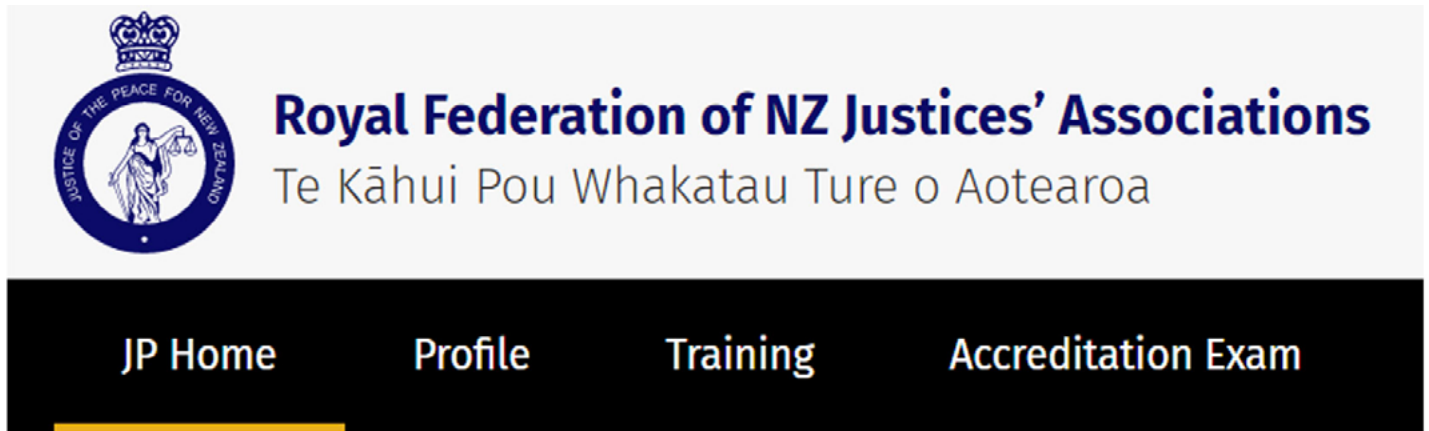 JUSTICE OF THE PEACE FOR NEW ZEALAND
Royal Federation of NZ Justices’ Associations
Te Kāhui Pou Whakatau Ture o Aotearoa
JP Home Profile Training Accreditation Exam